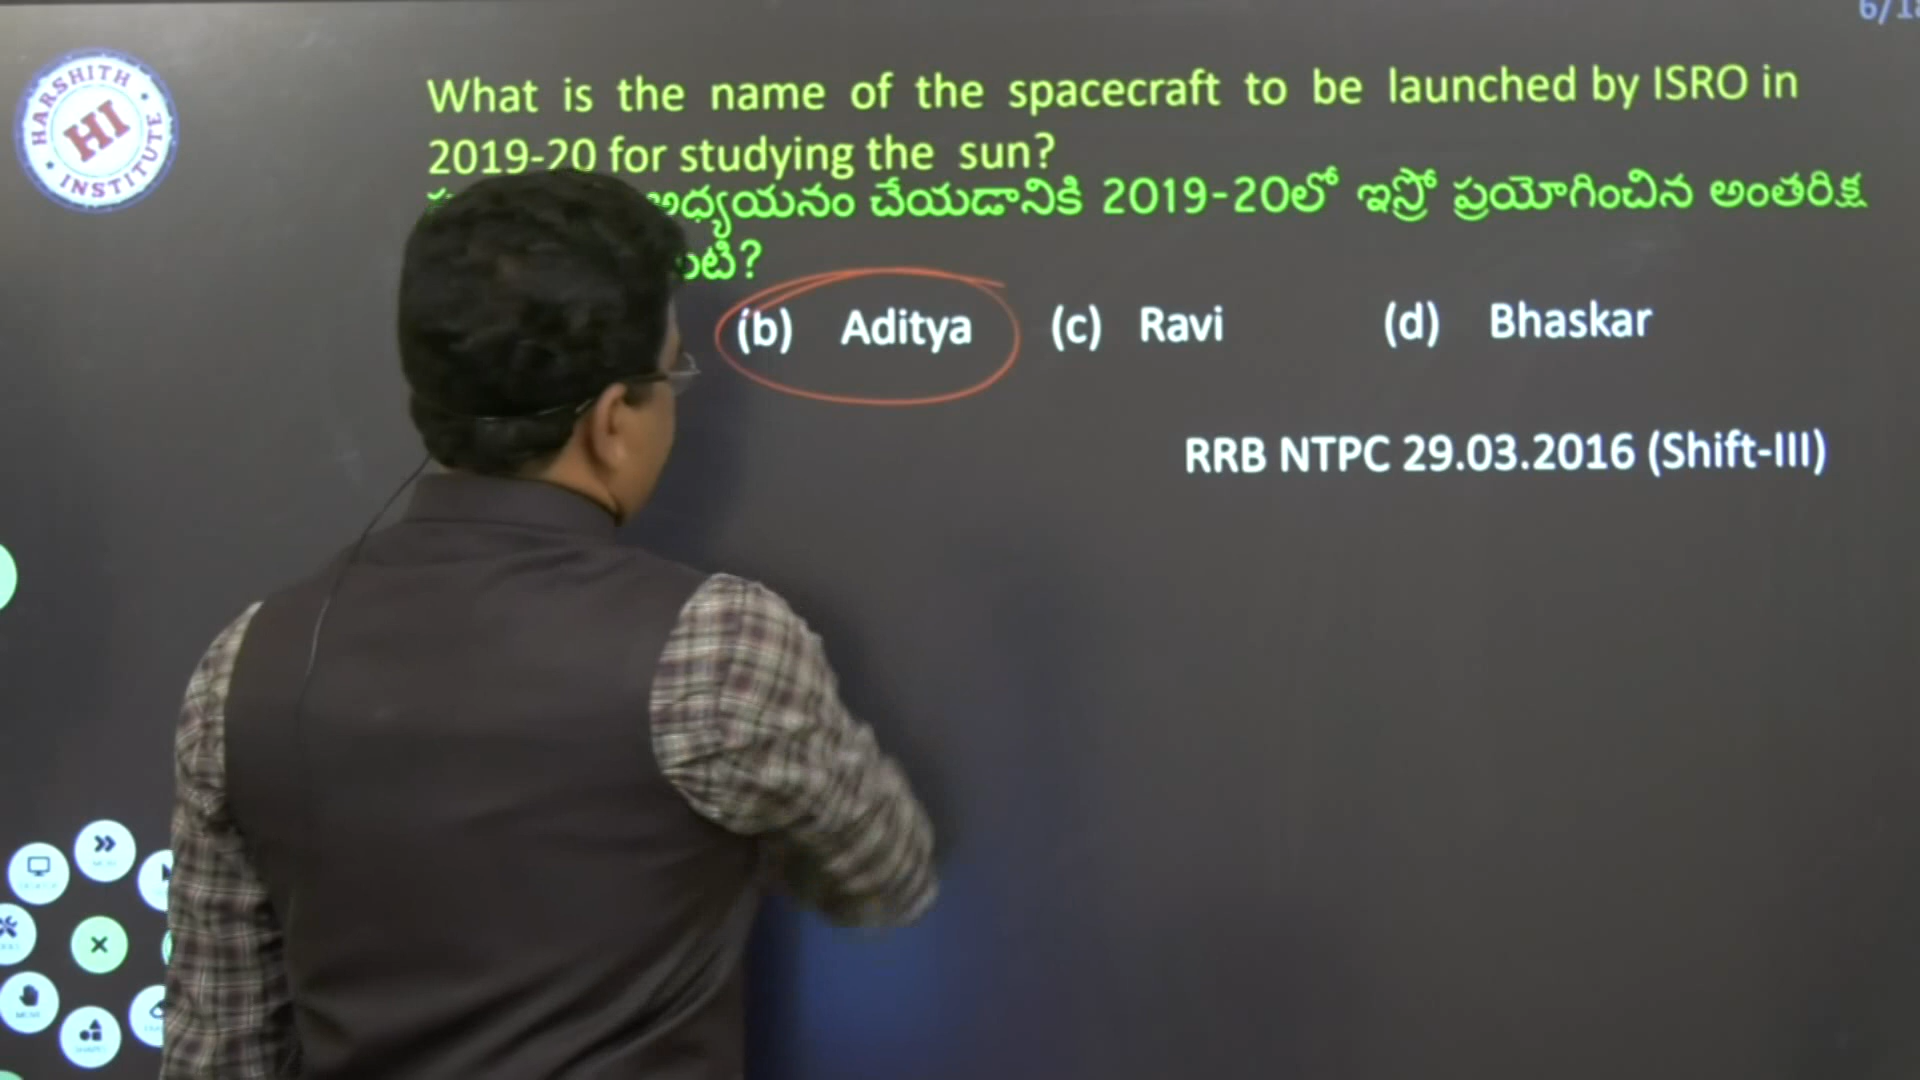 6/18
HARSHITH
HI
INSTITUTE
What is the name of the spacecraft to be launched by ISRO in
2019-20 for studying the sun?
అధ్యయనం చేయడానికి 2019-20లో ఇస్రో ప్రయోగించిన అంతరిక్ష
(b) Aditya (c) Ravi (d) Bhaskar
RRB NTPC 29.03.2016 (Shift-III)